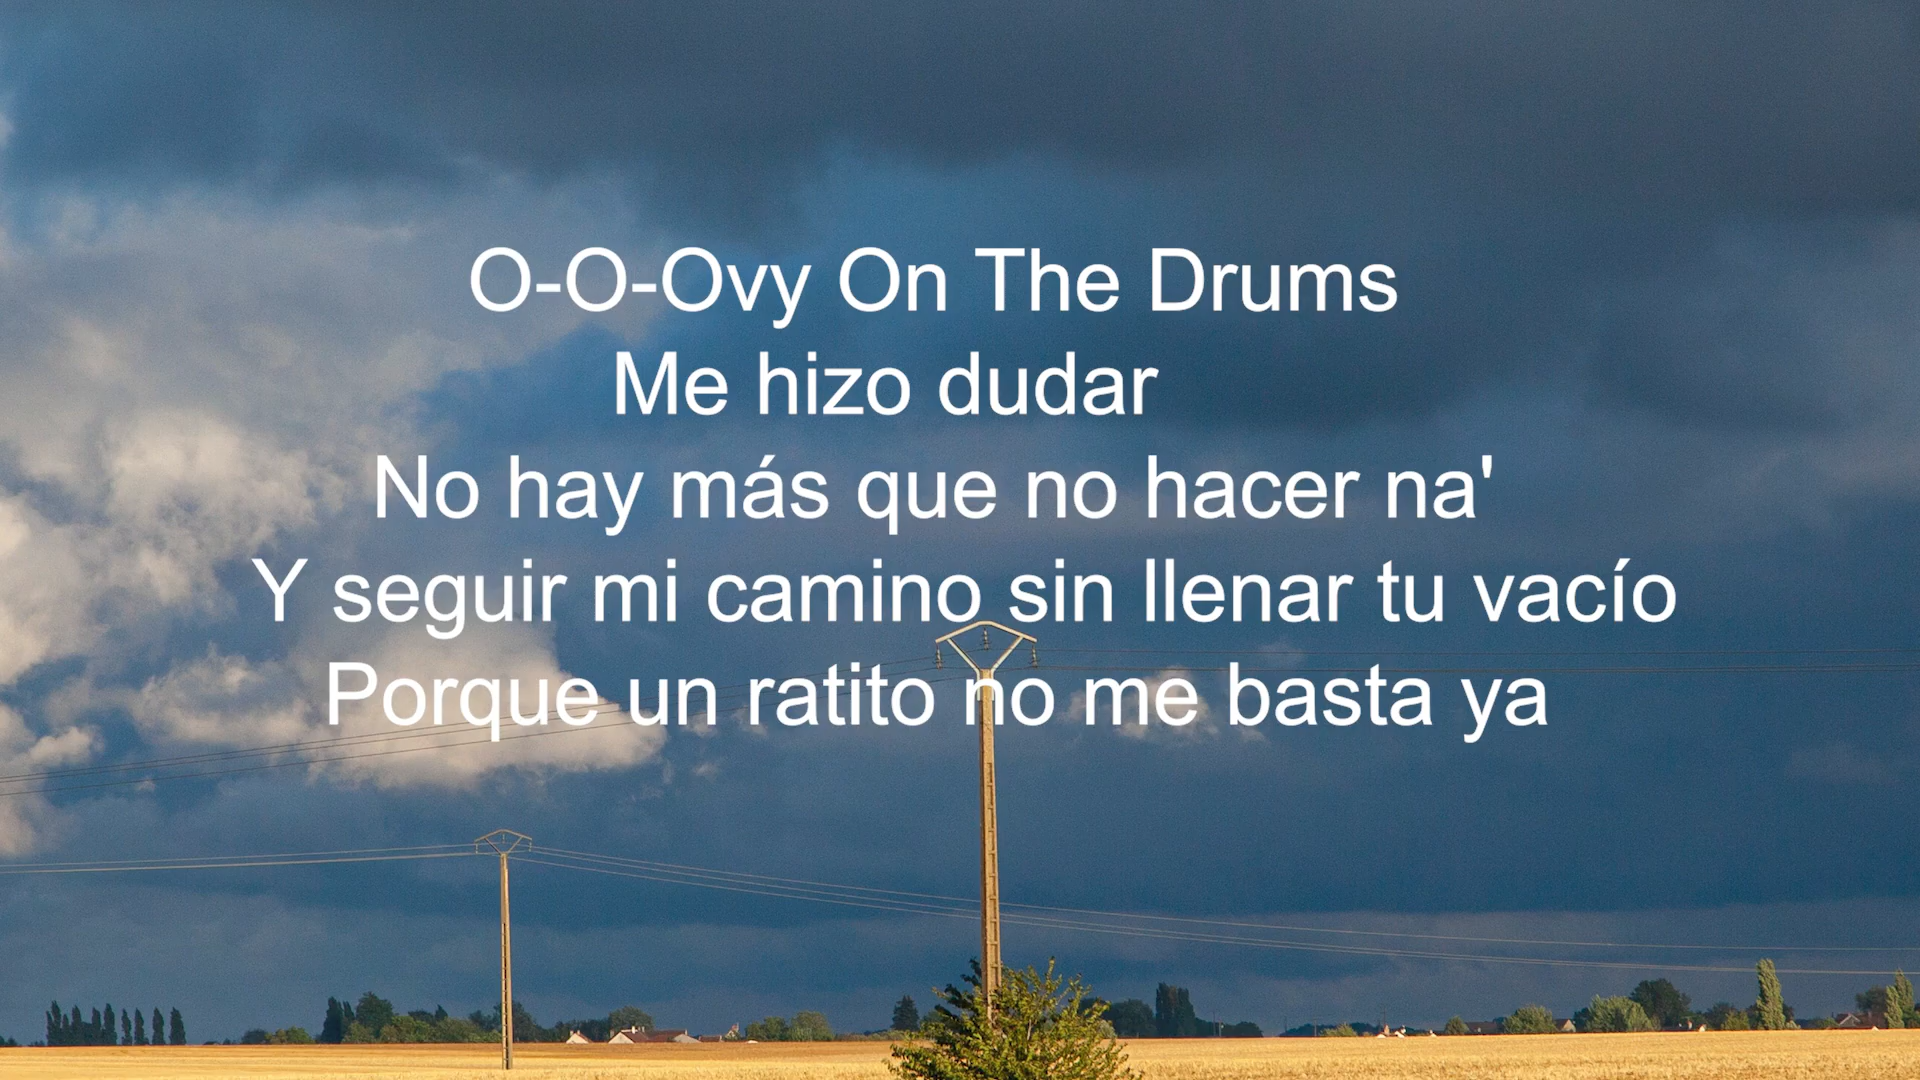 O-O-Ovy On The Drums
Me hizo dudar
No hay más que no hacer na'
Y seguir mi camino sin llenar tu vacío
Porque un ratito no me basta ya